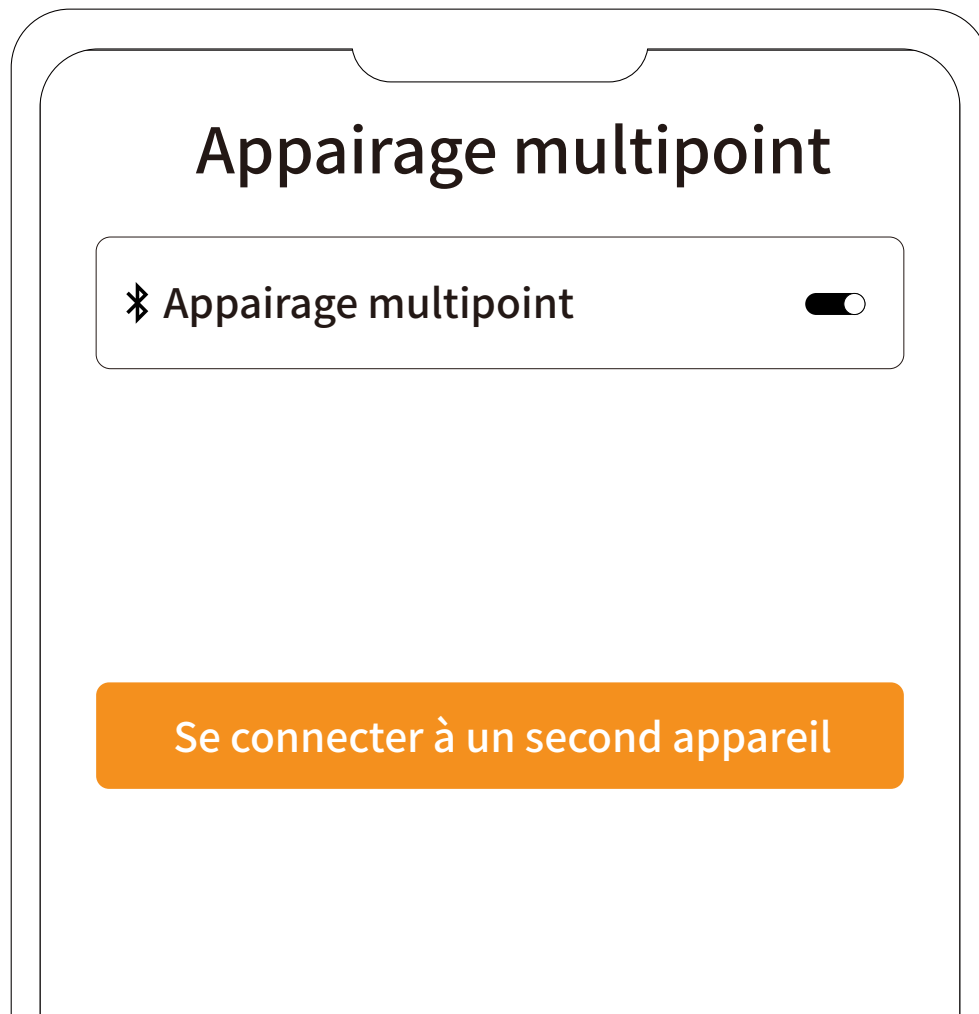 Appairage multipoint
Appairage multipoint
Se connecter à un second appareil